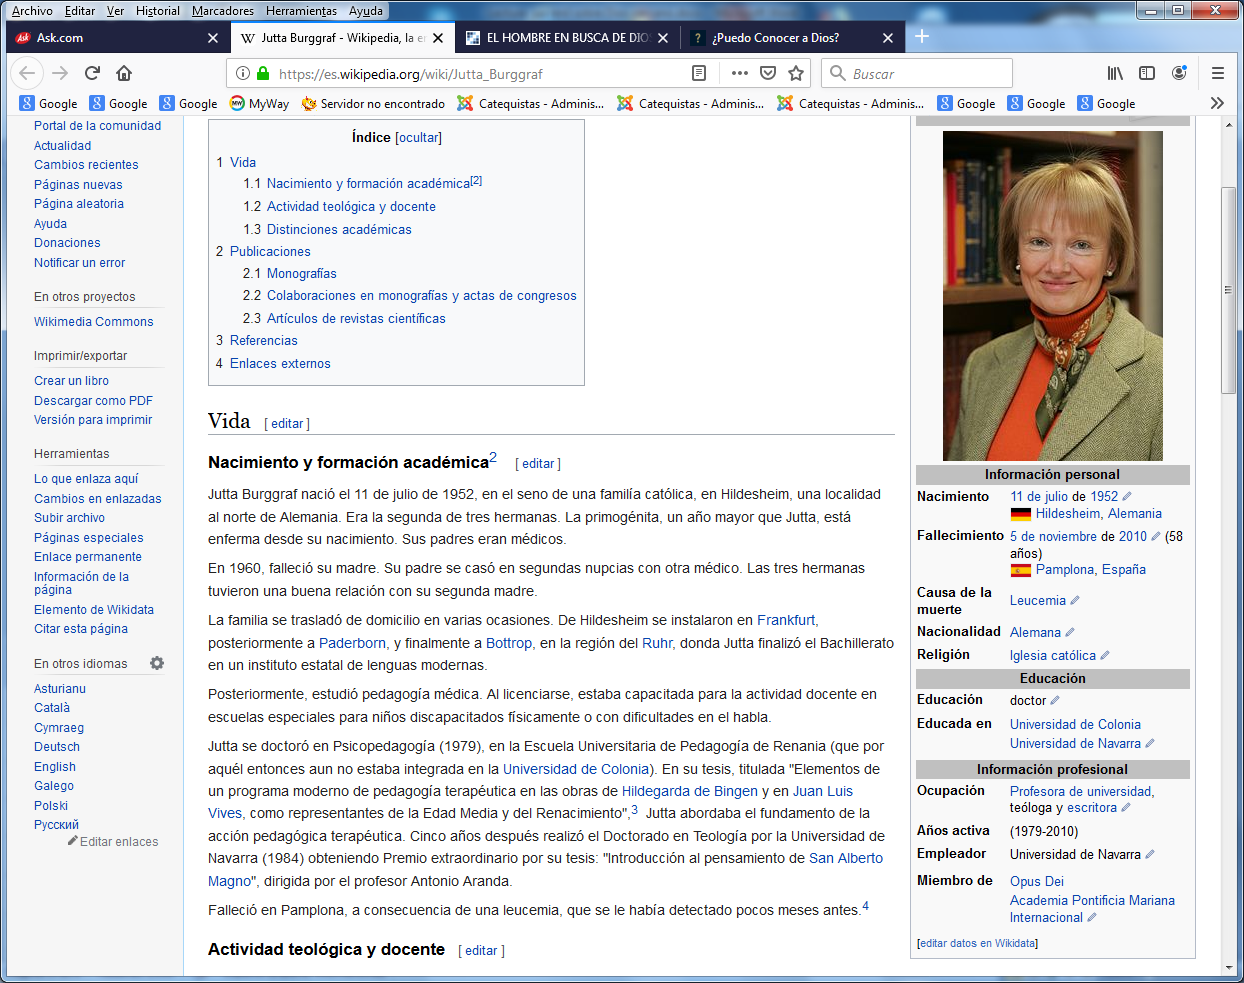 Archivo Editar Ver Historial Marcadores Herramientas Ayuda
Ask.com
Jutta Burggraf - Wikipedia, la en
EL HOMBRE EN BUSCA DE DIOS
¿Puedo Conocer a Dios?
https://es.wikipedia.org/wiki/Jutta_Burggraf
Buscar
Google Google Google MyWay Servidor no encontrado Catequistas - Adminis... Catequistas - Adminis... Catequistas - Adminis... Google Google Google
Portal de la comunidad
Actualidad
Cambios recientes
Páginas nuevas
Página aleatoria
Ayuda
Donaciones
Notificar un error
En otros proyectos
Wikimedia Commons
Imprimir/exportar
Crear un libro
Descargar como PDF
Versión para imprimir
Herramientas
Lo que enlaza aquí
Cambios en enlazadas
Subir archivo
Páginas especiales
Enlace permanente
Información de la
página
Elemento de Wikidata
Citar esta página
En otros idiomas
Asturianu
Català
Cymraeg
Deutsch
English
Galego
Polski
Русский
Editar enlaces
Índice [ocultar]
1 Vida
1.1 Nacimiento y formación académica[2]
1.2 Actividad teológica y docente
1.3 Distinciones académicas
2 Publicaciones
2.1 Monografías
2.2 Colaboraciones en monografías y actas de congresos
2.3 Artículos de revistas científicas
3 Referencias
4 Enlaces externos
Vida [ editar ]
Nacimiento y formación académica2 [ editar ]
Jutta Burggraf nació el 11 de julio de 1952, en el seno de una familía católica, en Hildesheim, una localidad
al norte de Alemania. Era la segunda de tres hermanas. La primogénita, un año mayor que Jutta, está
enferma desde su nacimiento. Sus padres eran médicos.
En 1960, falleció su madre. Su padre se casó en segundas nupcias con otra médico. Las tres hermanas
tuvieron una buena relación con su segunda madre.
La familia se trasladó de domicilio en varias ocasiones. De Hildesheim se instalaron en Frankfurt,
posteriormente a Paderborn, y finalmente a Bottrop, en la región del Ruhr, donda Jutta finalizó el Bachillerato
en un instituto estatal de lenguas modernas.
Posteriormente, estudió pedagogía médica. Al licenciarse, estaba capacitada para la actividad docente en
escuelas especiales para niños discapacitados físicamente o con dificultades en el habla.
Jutta se doctoró en Psicopedagogía (1979), en la Escuela Universitaria de Pedagogía de Renania (que por
aquél entonces aun no estaba integrada en la Universidad de Colonia). En su tesis, titulada "Elementos de
un programa moderno de pedagogía terapéutica en las obras de Hildegarda de Bingen y en Juan Luis
Vives, como representantes de la Edad Media y del Renacimiento",3 Jutta abordaba el fundamento de la
acción pedagógica terapéutica. Cinco años después realizó el Doctorado en Teología por la Universidad de
Navarra (1984) obteniendo Premio extraordinario por su tesis: "Introducción al pensamiento de San Alberto
Magno", dirigida por el profesor Antonio Aranda.
Falleció en Pamplona, a consecuencia de una leucemia, que se le había detectado pocos meses antes.4
Actividad teológica y docente [ editar ]
Información personal
Nacimiento 11 de julio de 1952
Hildesheim, Alemania
Fallecimiento 5 de noviembre de 2010 (58
años)
Pamplona, España
Causa de la
muerte Leucemia
Nacionalidad Alemana
Religión Iglesia católica
Educación
Educación doctor
Educada en Universidad de Colonia
Universidad de Navarra
Información profesional
Ocupación Profesora de universidad,
teóloga y escritora
Años activa (1979-2010)
Empleador Universidad de Navarra
Miembro de Opus Dei
Academia Pontificia Mariana
Internacional
[editar datos en Wikidata]